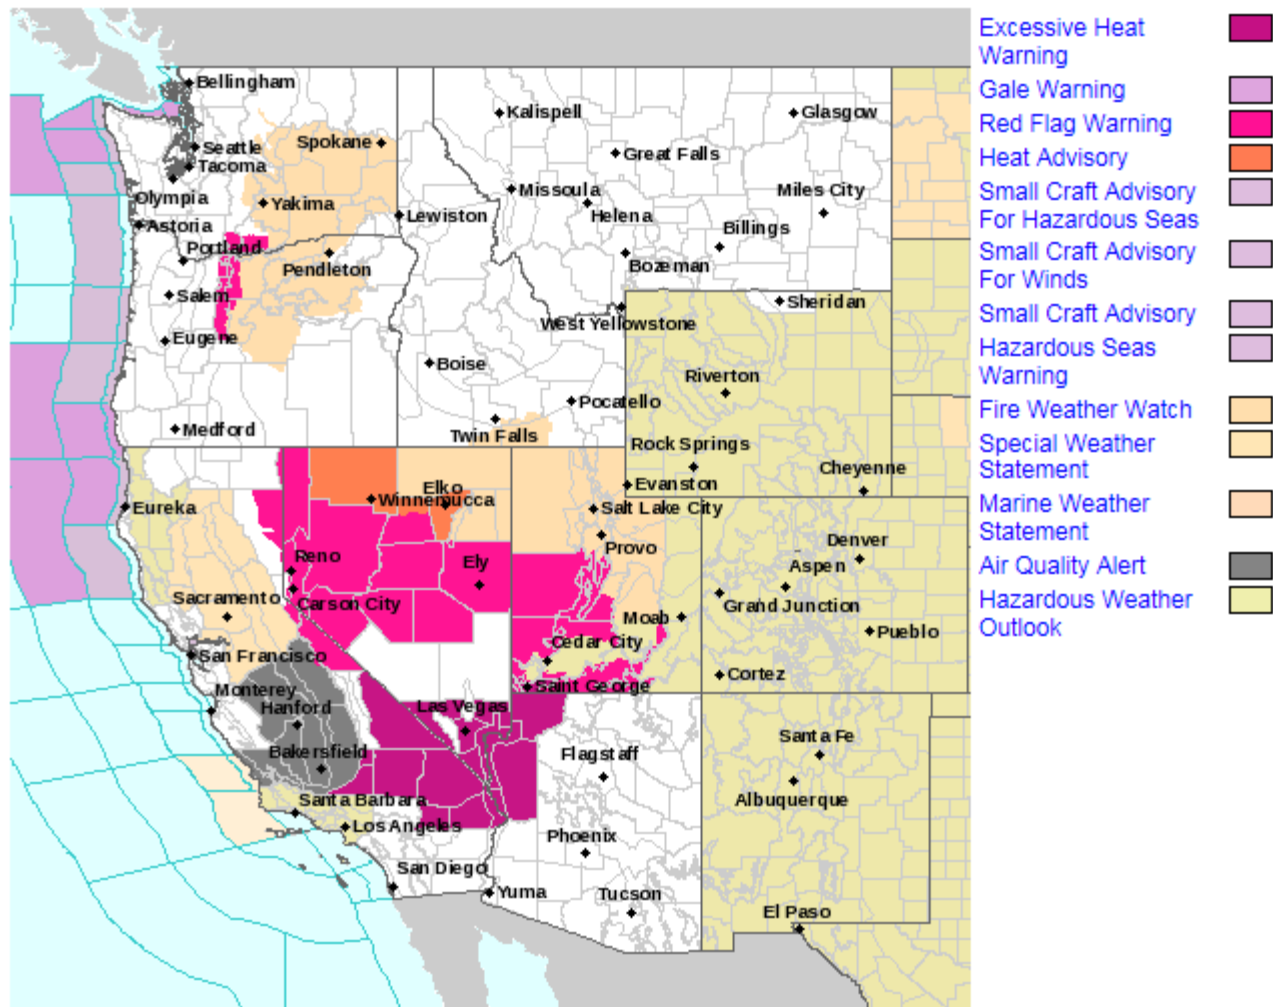 Bellingham
Kalispell
Glasgow
Seattle
Spokane
Great Falls
Tacoma
Missoula
Miles City
Olympia
Yakima
Lewiston
Helena
Astoria
Billings
Portland
Pendleton
Bozeman
Salem
Sheridan
West Yellowstone
Eugene
Boise
Riverton
Pocatello
Medford
Twin Falls
Rock Springs
Cheyenne
Evanston
Elko
Winnemucca
Eureka
Salt Lake City
Provo
Denver
Reno
Ely
Aspen
Sacramento
Carson City
Grand Junction
Moab
Pueblo
Cedar City
San Francisco
Cortez
Saint George
Monterey
Hanford
Las Vegas
Santa Fe
Bakersfield
Flagstaff
Santa Barbara
Albuquerque
Los Angeles
Phoenix
San Diego
Yuma
Tucson
El Paso
Excessive Heat
Warning
Gale Warning
Red Flag Warning
Heat Advisory
Small Craft Advisory
For Hazardous Seas
Small Craft Advisory
For Winds
Small Craft Advisory
Hazardous Seas
Warning
Fire Weather Watch
Special Weather
Statement
Marine Weather
Statement
Air Quality Alert
Hazardous Weather
Outlook